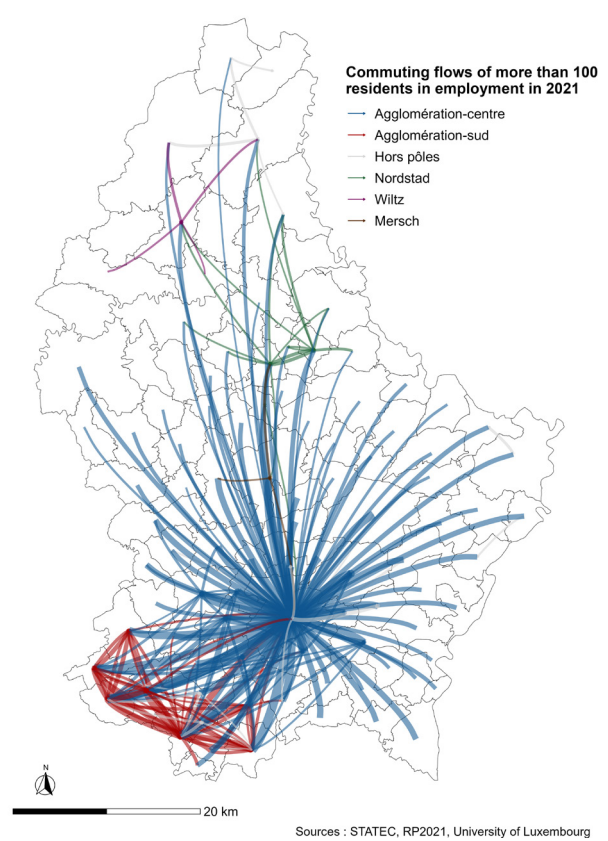 Commuting flows of more than 100
residents in employment in 2021
Agglomération-centre
Agglomération-sud
Hors pôles
Nordstad
Wiltz
Mersch
N
20 km
Sources : STATEC, RP2021, University of Luxembourg